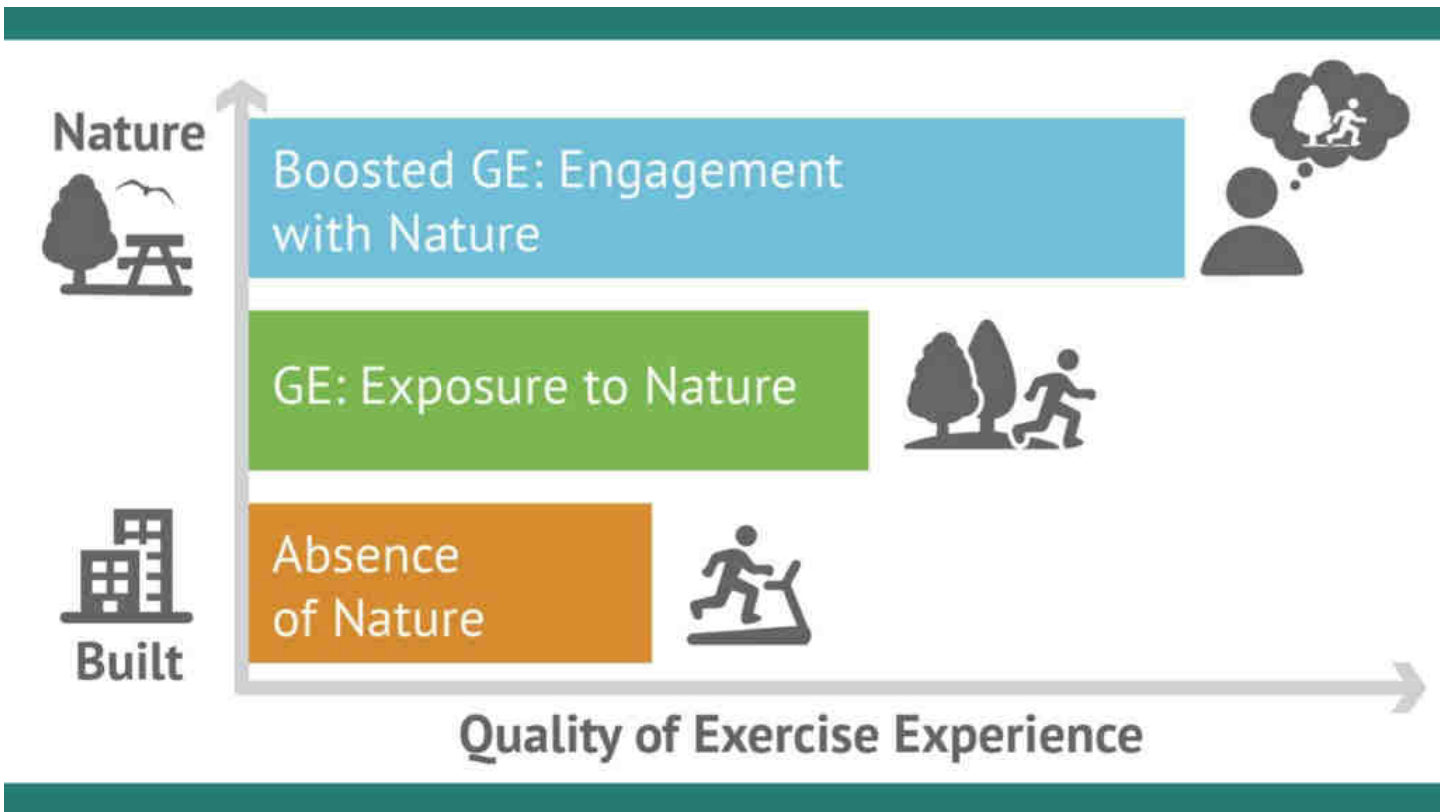 Nature
Boosted GE: Engagement
with Nature
GE: Exposure to Nature
Absence
of Nature
Built
Quality of Exercise Experience